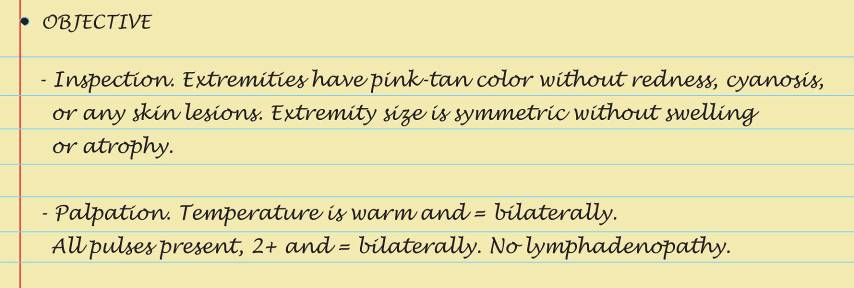 • OBJECTIVE
- Inspection. Extremities have pink-tan color without redness, cyanosis,
or any skin lesions. Extremity size is symmetric without swelling
or atrophy.
- Palpation. Temperature is warm and = bilaterally.
All pulses present, 2+ and = bilaterally. No lymphadenopathy.